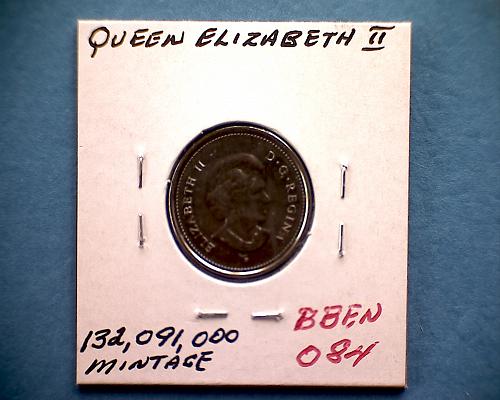 QUEEN ELIZABETH II
ELIZABETH II D·G·REGINA
132,091,000
MINTAGE
BBEN
084